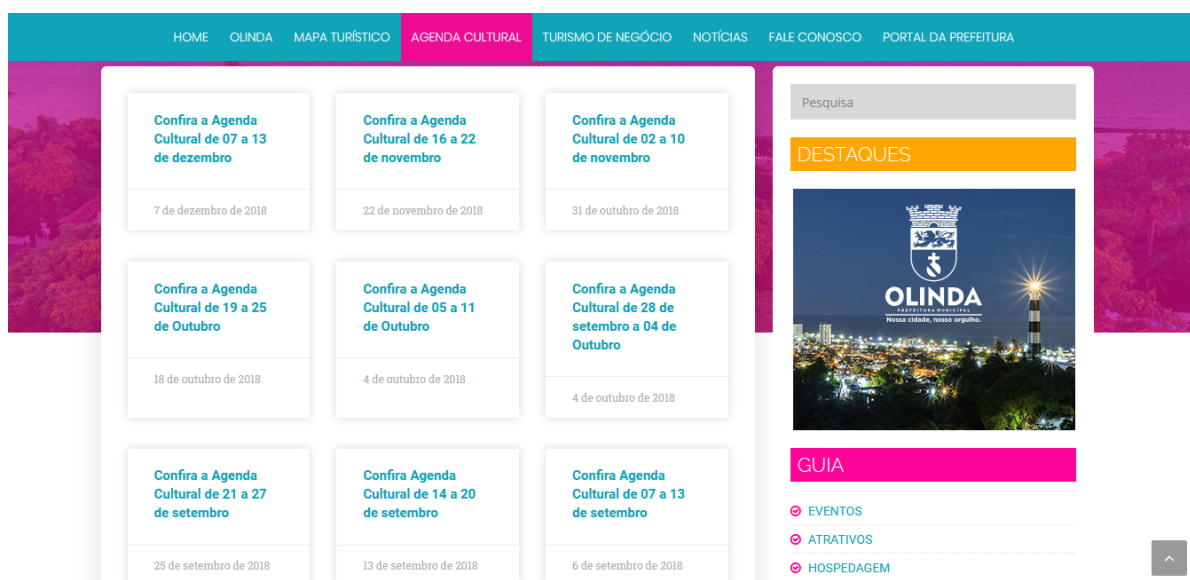 HOME OLINDA MAPA TURÍSTICO AGENDA CULTURAL TURISMO DE NEGÓCIO NOTÍCIAS FALE CONOSCO PORTAL DA PREFEITURA
Confira a Agenda
Cultural de 07 a 13
de dezembro
7 de dezembro de 2018
Confira a Agenda
Cultural de 16 a 22
de novembro
22 de novembro de 2018
Confira a Agenda
Cultural de 02 a 10
de novembro
31 de outubro de 2018
Confira a Agenda
Cultural de 19 a 25
de Outubro
18 de outubro de 2018
Confira a Agenda
Cultural de 05 a 11
de Outubro
4 de outubro de 2018
Confira a Agenda
Cultural de 28 de
setembro a 04 de
Outubro
4 de outubro de 2018
Confira a Agenda
Cultural de 21 a 27
de setembro
25 de setembro de 2018
Confira Agenda
Cultural de 14 a 20
de setembro
13 de setembro de 2018
Confira Agenda
Cultural de 07 a 13
de setembro
6 de setembro de 2018
Pesquisa
DESTAQUES
OLINDA
PREFEITURA MUNICIPAL
Nossa cidade, nosso orgulho.
GUIA
EVENTOS
ATRATIVOS
HOSPEDAGEM